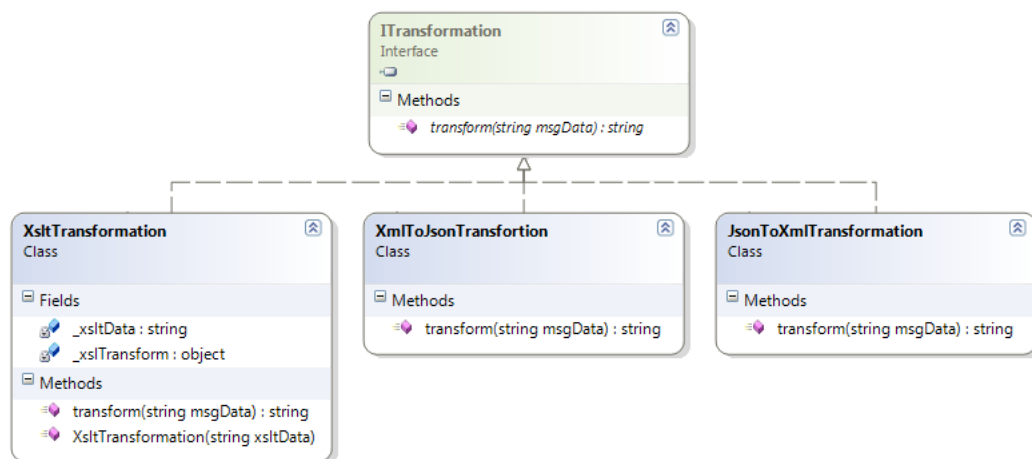 ITransformation
Interface
Methods
transform(string msgData) : string
XsltTransformation
Class
Fields
_xsltData : string
_xslTransform : object
Methods
transform(string msgData) : string
XsltTransformation(string xsltData)
XmlToJsonTransfortion
Class
Methods
transform(string msgData) : string
JsonToXmlTransformation
Class
Methods
transform(string msgData) : string